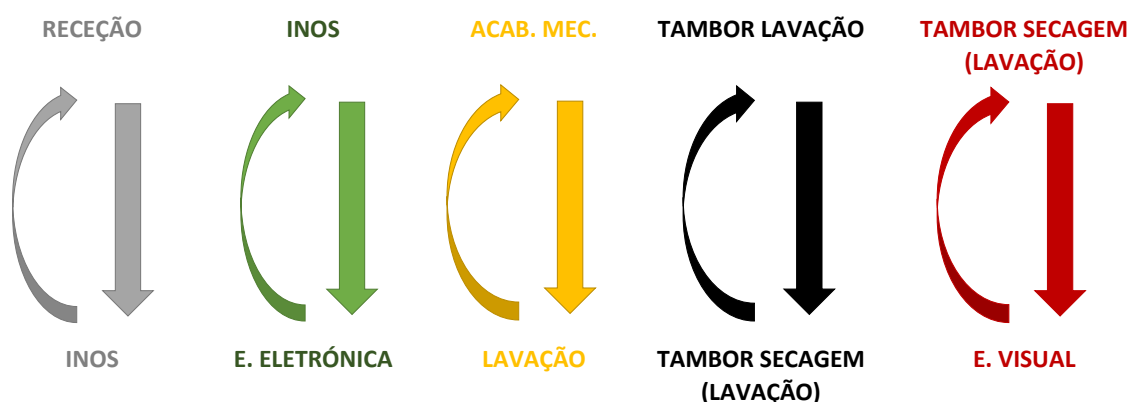 RECEÇÃO
INOS
ACAB. MEC.
TAMBOR LAVAÇÃO
TAMBOR SECAGEM
(LAVAÇÃO)
INOS
E. ELETRÓNICA
LAVAÇÃO
TAMBOR SECAGEM
(LAVAÇÃO)
E. VISUAL